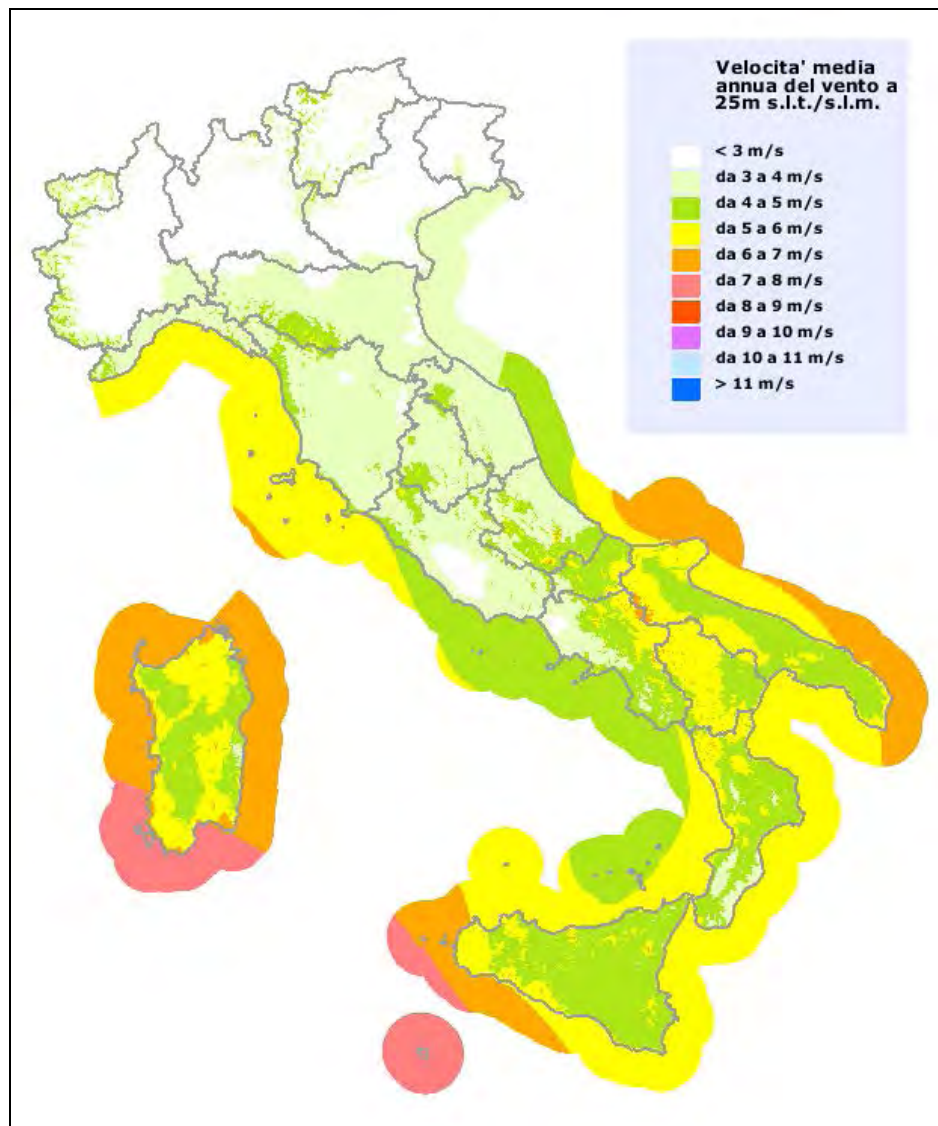 Velocita' media
annua del vento a
25m s.l.t./s.l.m.
< 3 m/s
da 3 a 4 m/s
da 4 a 5 m/s
da 5 a 6 m/s
da 6 a 7 m/s
da 7 a 8 m/s
da 8 a 9 m/s
da 9 a 10 m/s
da 10 a 11 m/s
> 11 m/s